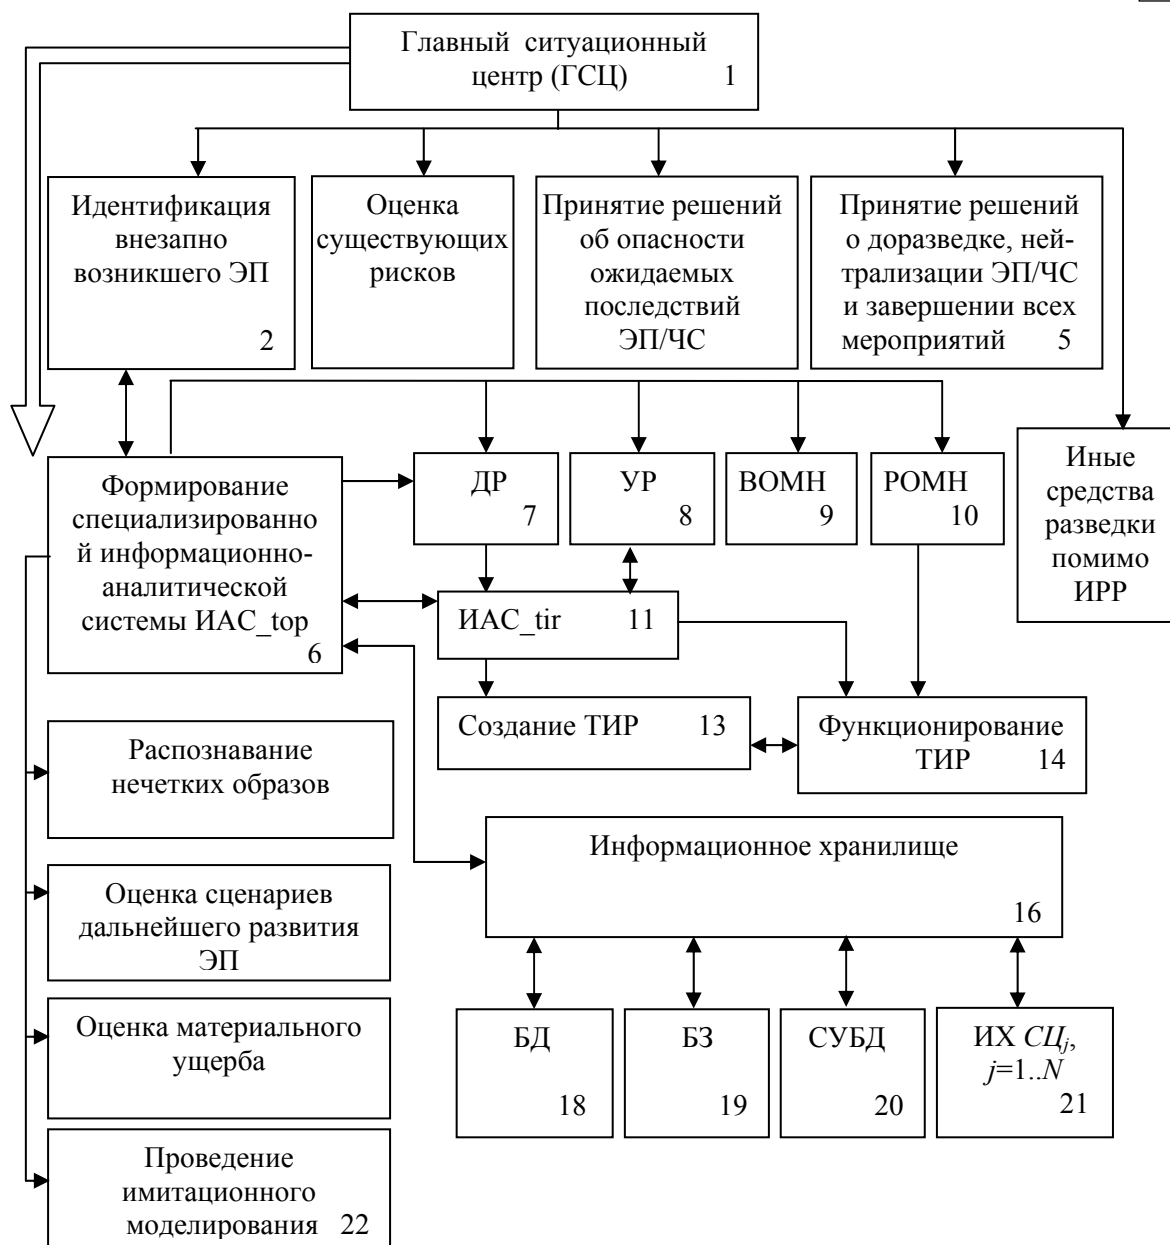 Главный ситуационный
центр (ГСЦ) 1
Идентификация
внезапно
возникшего ЭП
2
Оценка
существующих
рисков
Принятие решений
об опасности
ожидаемых
последствий
ЭП/ЧС
Принятие решений
о доразведке, ней-
трализации ЭП/ЧС
и завершении всех
мероприятий 5
Формирование
специализированно
й информационно-
аналитической
системы ИАС_top
6
ДР
7
УР
8
ВОМН
9
РОМН
10
Иные
средства
разведки
помимо
ИРР
ИАС_tir 11
Создание ТИР 13
Функционирование
ТИР 14
Распознавание
нечетких образов
Информационное хранилище
16
Оценка сценариев
дальнейшего развития
ЭП
Оценка материального
ущерба
БД
18
БЗ
19
СУБД
20
ИХ СЦj,
j=1..N
21
Проведение
имитационного
моделирования 22